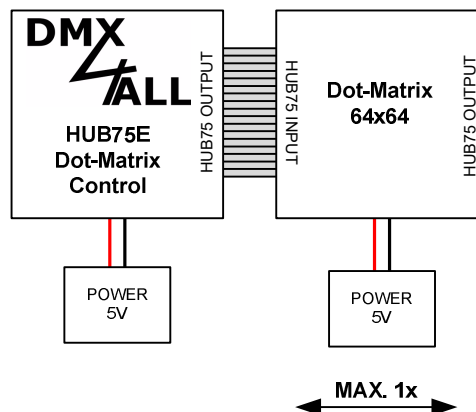 DMX
4
ALL
HUB75E
Dot-Matrix
Control
HUB75 OUTPUT
HUB75 INPUT
Dot-Matrix
64x64
HUB75 OUTPUT
POWER
5V
POWER
5V
MAX. 1x